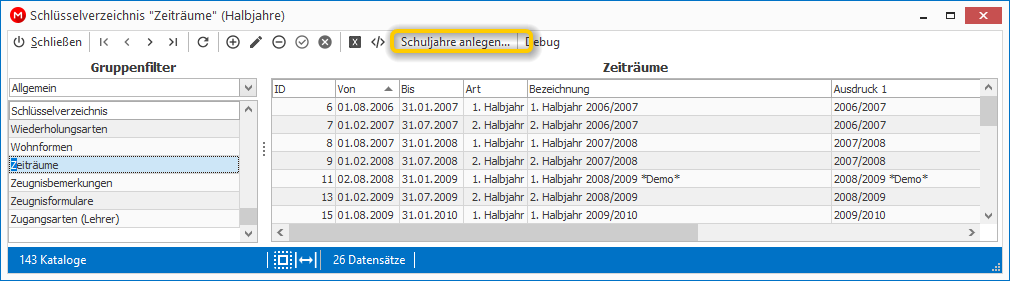 M Schlüsselverzeichnis "Zeiträume" (Halbjahre)
Schließen Schuljahre anlegen... Debug
Gruppenfilter
Allgemein
Schlüsselverzeichnis
Wiederholungsarten
Wohnformen
Zeiträume
Zeugnisbemerkungen
Zeugnisformulare
Zugangsarten (Lehrer)
Zeiträume
ID Von Bis Art Bezeichnung Ausdruck 1
6 01.08.2006 31.01.2007 1. Halbjahr 1. Halbjahr 2006/2007 2006/2007
7 01.02.2007 31.07.2007 2. Halbjahr 2. Halbjahr 2006/2007 2006/2007
8 01.08.2007 31.01.2008 1. Halbjahr 1. Halbjahr 2007/2008 2007/2008
9 01.02.2008 31.07.2008 2. Halbjahr 2. Halbjahr 2007/2008 2007/2008
11 02.08.2008 31.01.2009 1. Halbjahr 1. Halbjahr 2008/2009 *Demo* 2008/2009 *Demo*
13 01.02.2009 31.07.2009 2. Halbjahr 2. Halbjahr 2008/2009 2008/2009
15 01.08.2009 31.01.2010 1. Halbjahr 1. Halbjahr 2009/2010 2009/2010
143 Kataloge 26 Datensätze